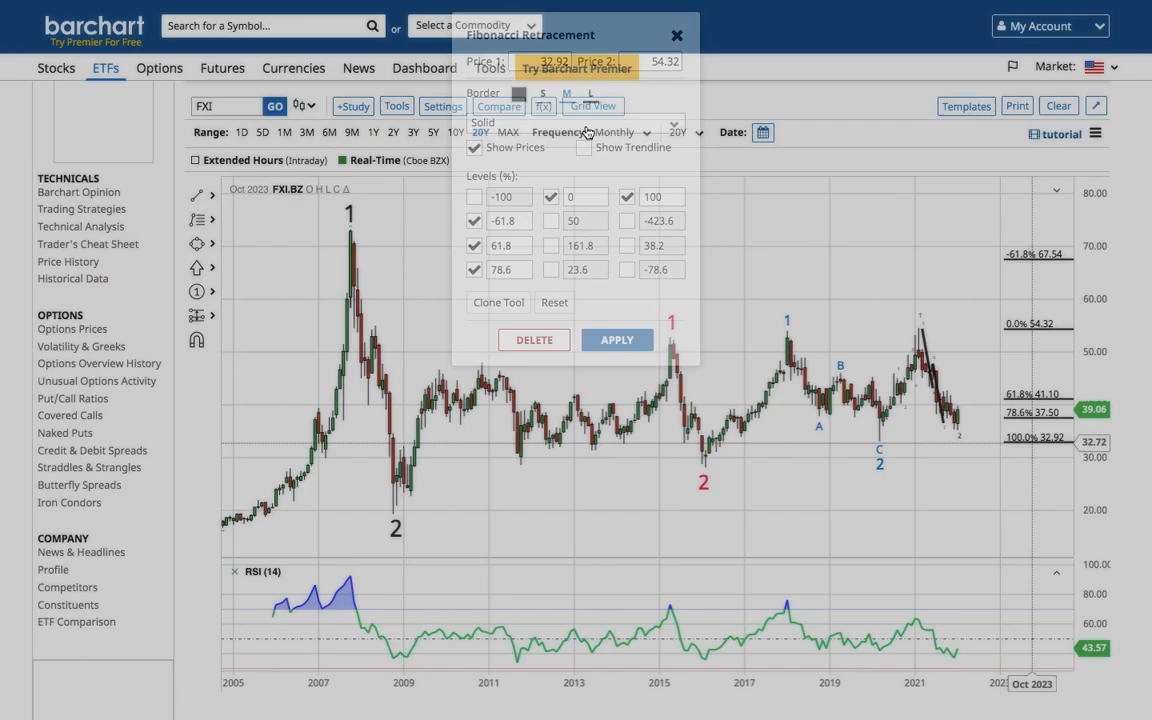 barchart
Try Premier For Free
Search for a Symbol...
or
Select a Commodity
My Account
Stocks
ETFs
Options
Futures
Currencies
News
Dashboard
Tools
Try Barchart Premier
Market:
Fibonacci Retracement
Price 1:
32.92
Price 2:
54.32
Border
S
M
L
Solid
Show Prices
Show Trendline
Levels (%):
-100
0
100
-61.8
50
-423.6
61.8
161.8
38.2
78.6
23.6
-78.6
Clone Tool
Reset
DELETE
APPLY
FXI
GO
+Study
Tools
Settings
Compare
f(x)
Grid View
Templates
Print
Clear
Range:
1D
5D
1M
3M
6M
9M
1Y
2Y
3Y
5Y
10Y
20Y
MAX
Frequency
Monthly
20Y
Date:
tutorial
Extended Hours (Intraday)
Real-Time (Cboe BZX)
Oct 2023 FXI.BZ O H L C Δ
TECHNICALS
Barchart Opinion
Trading Strategies
Technical Analysis
Trader's Cheat Sheet
Price History
Historical Data
OPTIONS
Options Prices
Volatility & Greeks
Options Overview History
Unusual Options Activity
Put/Call Ratios
Covered Calls
Naked Puts
Credit & Debit Spreads
Straddles & Strangles
Butterfly Spreads
Iron Condors
COMPANY
News & Headlines
Profile
Competitors
Constituents
ETF Comparison
1
2
1
2
1
A
B
C
2
1
2
-61.8% 67.54
0.0% 54.32
61.8% 41.10
78.6% 37.50
100.0% 32.92
80.00
70.00
60.00
50.00
39.06
32.72
30.00
20.00
RSI (14)
100.00
80.00
60.00
43.57
2005
2007
2009
2011
2013
2015
2017
2019
2021
Oct 2023